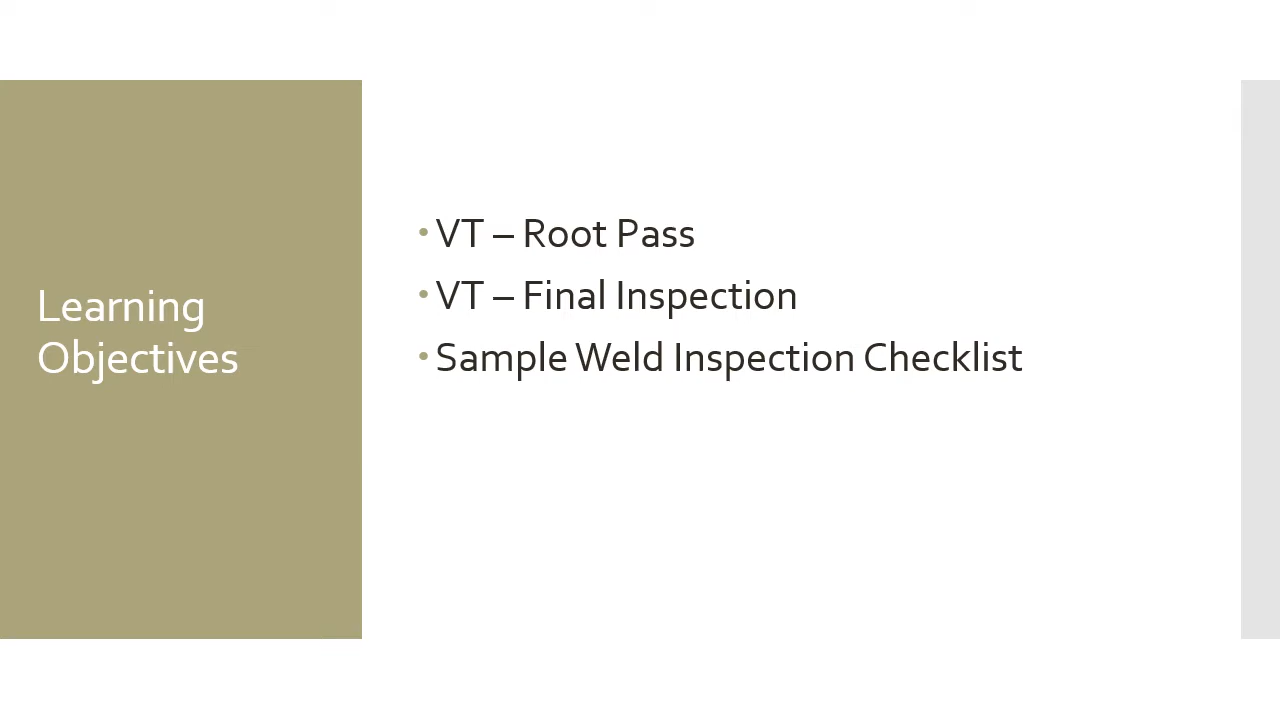 Learning
Objectives
• VT – Root Pass
• VT – Final Inspection
• Sample Weld Inspection Checklist